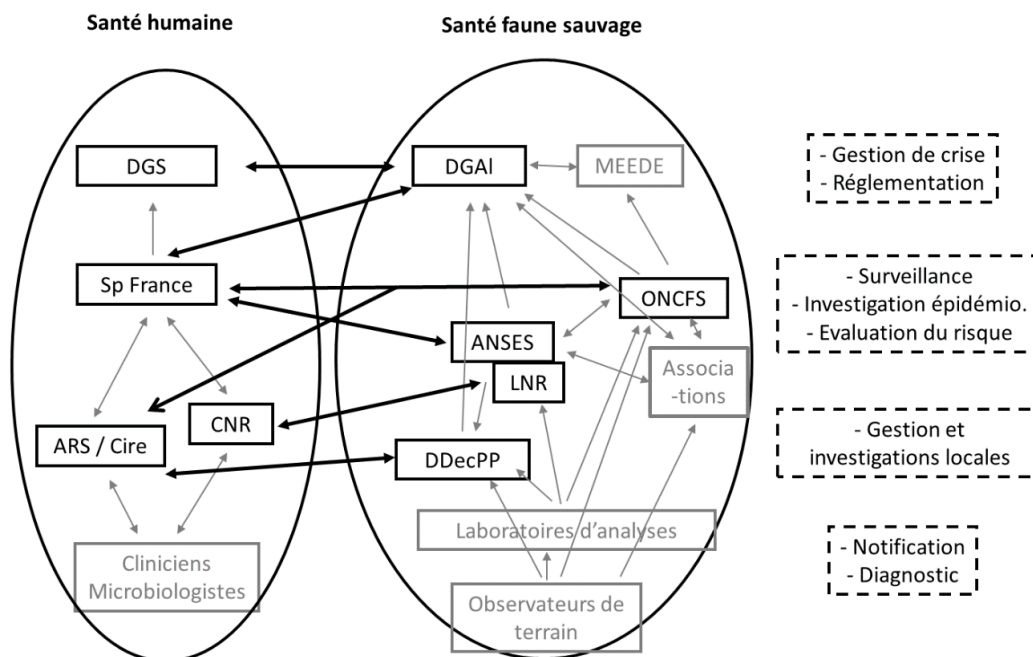 Santé humaine
Santé faune sauvage
DGS
DGAl
MEEDE
- Gestion de crise
- Réglementation
Sp France
ONCFS
- Surveillance
- Investigation épidémio.
- Evaluation du risque
ANSES
LNR
Associa
-tions
CNR
ARS / Cire
DDecPP
- Gestion et
investigations locales
Laboratoires d'analyses
Cliniciens
Microbiologistes
Observateurs de
terrain
- Notification
- Diagnostic